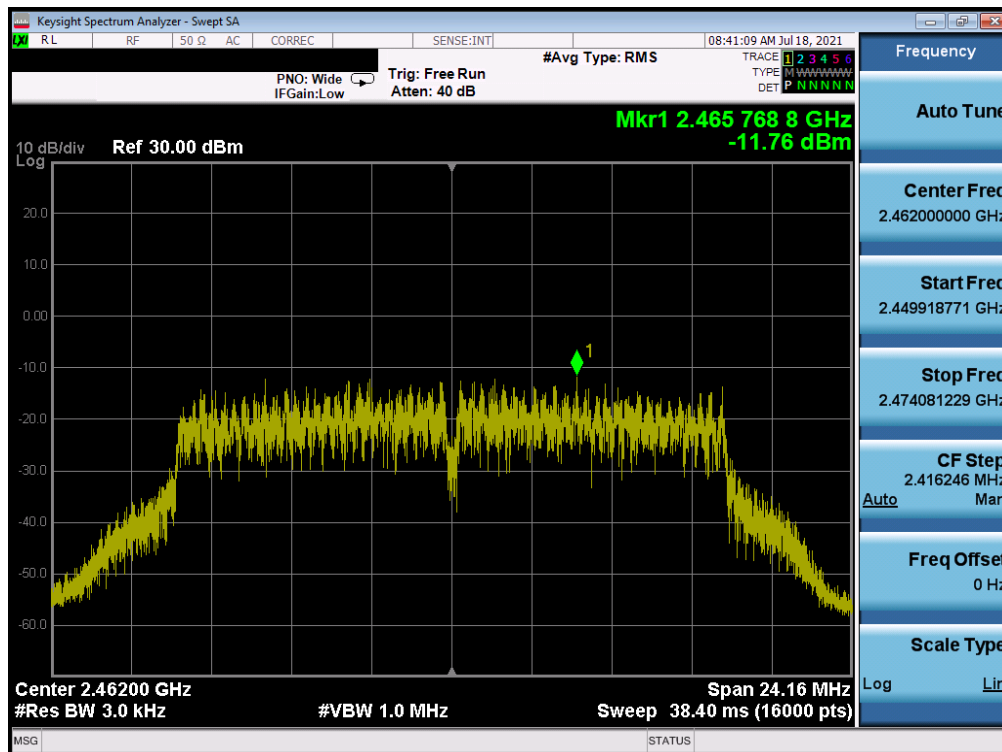 Keysight Spectrum Analyzer - Swept SA
LXI RL RF 50 Ω AC CORREC SENSE:INT 08:41:09 AM Jul 18, 2021
#Avg Type: RMS
TRACE 1 2 3 4 5 6
PNO: Wide Trig: Free Run
TYPE M W W W W W
IFGain:Low Atten: 40 dB
DET P N N N N N
Mkr1 2.465 768 8 GHz
-11.76 dBm
10 dB/div Ref 30.00 dBm
Log
20.0
10.0
0.00
1
-10.0
-20.0
-30.0
-40.0
-50.0
-60.0
Center 2.46200 GHz Span 24.16 MHz
#Res BW 3.0 kHz #VBW 1.0 MHz Sweep 38.40 ms (16000 pts)
MSG STATUS
Frequency
Auto Tune
Center Freq
2.462000000 GHz
Start Freq
2.449918771 GHz
Stop Freq
2.474081229 GHz
CF Step
2.416246 MHz
Auto Man
Freq Offset
0 Hz
Scale Type
Log Lin